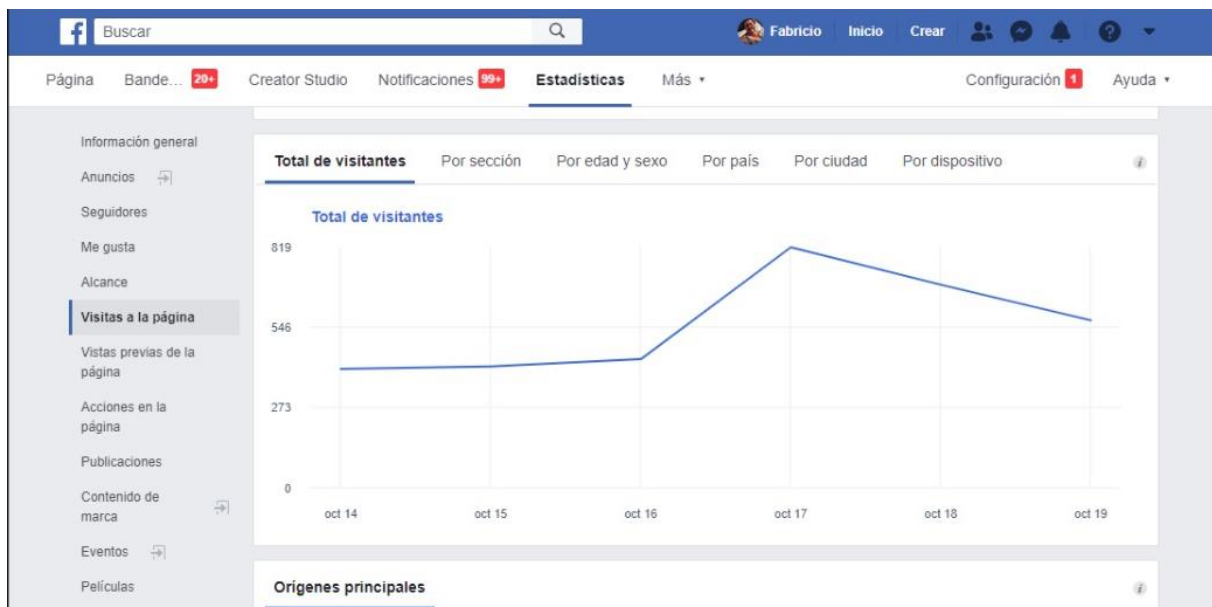 f Buscar Fabricio Inicio Crear
Página Bande... 20+ Creator Studio Notificaciones 99+ Estadísticas Más Configuración 1 Ayuda
Información general
Anuncios
Seguidores
Me gusta
Alcance
Visitas a la página
Vistas previas de la
página
Acciones en la
página
Publicaciones
Contenido de
marca
Eventos
Películas
Total de visitantes Por sección Por edad y sexo Por país Por ciudad Por dispositivo
Total de visitantes
819
546
273
0
oct 14 oct 15 oct 16 oct 17 oct 18 oct 19
Orígenes principales